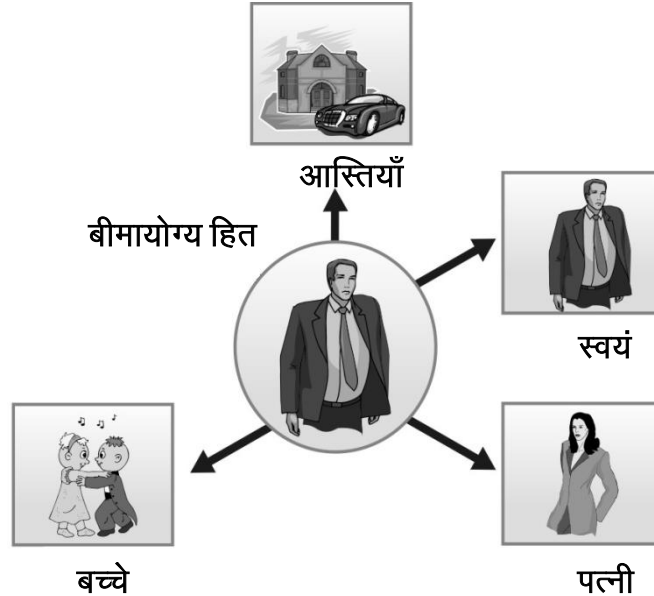 आस्तियाँ
बीमायोग्य हित
स्वयं
बच्चे
पत्नी